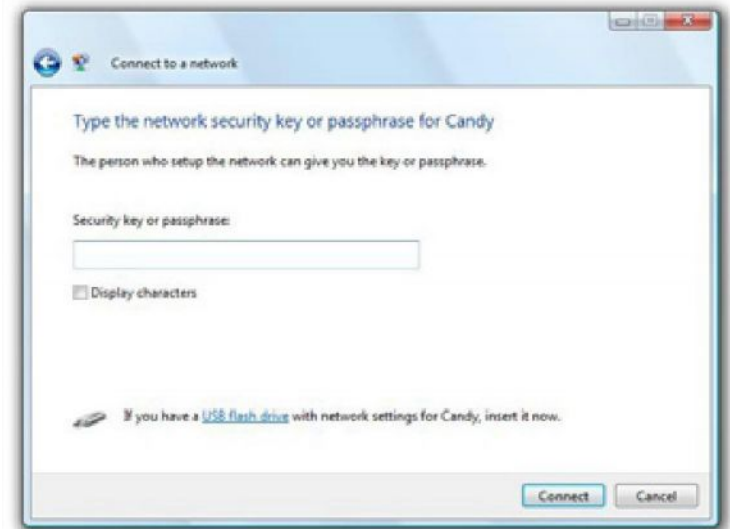 Connect to a network
Type the network security key or passphrase for Candy
The person who setup the network can give you the key or passphrase.
Security key or passphrase:
Display characters
If you have a USB flash drive with network settings for Candy, insert it now.
Connect Cancel